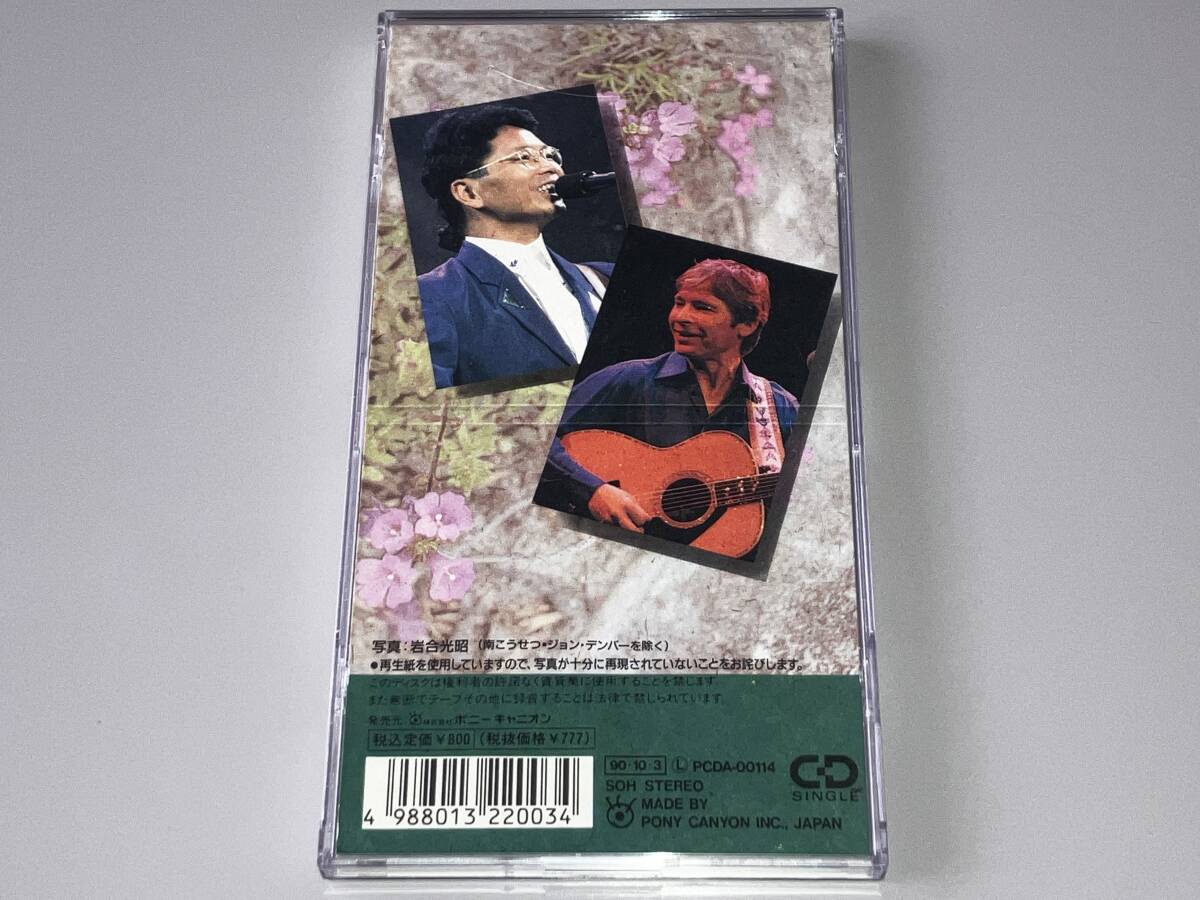 写真:岩合光昭 (南こうせつ・ジョン・デンバーを除く)
●再生紙を使用していますので、写真が十分に再現されていないことをお詫びします。
このディスクは権利者の許諾なく賃貸業に使用することを禁じます
また無断でテープその他に録音することは法律で禁じられています。
発売元 株式会社ポニーキャニオン
税込定価¥800 (税抜価格¥777)
90・10・3 Ⓛ PCDA-00114
SOH STEREO
MADE BY
PONY CANYON INC., JAPAN
CD
SINGLE
4 988013 220034